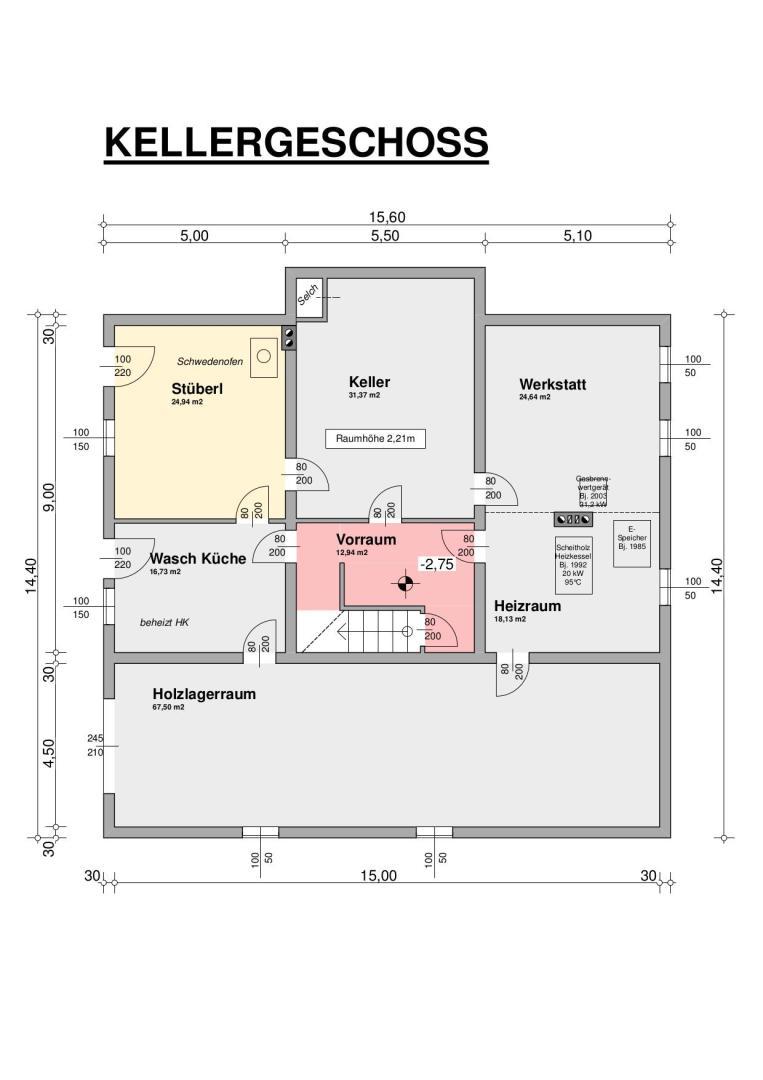 KELLERGESCHOSS
15,60
5,00
5,50
5,10
Selch
30
100
220
Schwedenofen
Stüberl
24,94 m2
Keller
31,37 m2
Werkstatt
24,64 m2
100
50
100
150
Raumhöhe 2,21m
100
50
80
200
80
200
Gasbrenn-
wertgerät
Bj. 2003
31,2 kW
9,00
80
200
80
200
E-
Speicher
Bj. 1985
100
220
Wasch Küche
16,73 m2
80
200
Vorraum
12,94 m2
-2,75
80
200
Scheitholz
Heizkessel
Bj. 1992
20 kW
95°C
14,40
14,40
100
150
100
50
Heizraum
18,13 m2
beheizt HK
80
200
80
200
30
80
200
Holzlagerraum
67,50 m2
245
210
4,50
30
100
50
100
50
30
15,00
30